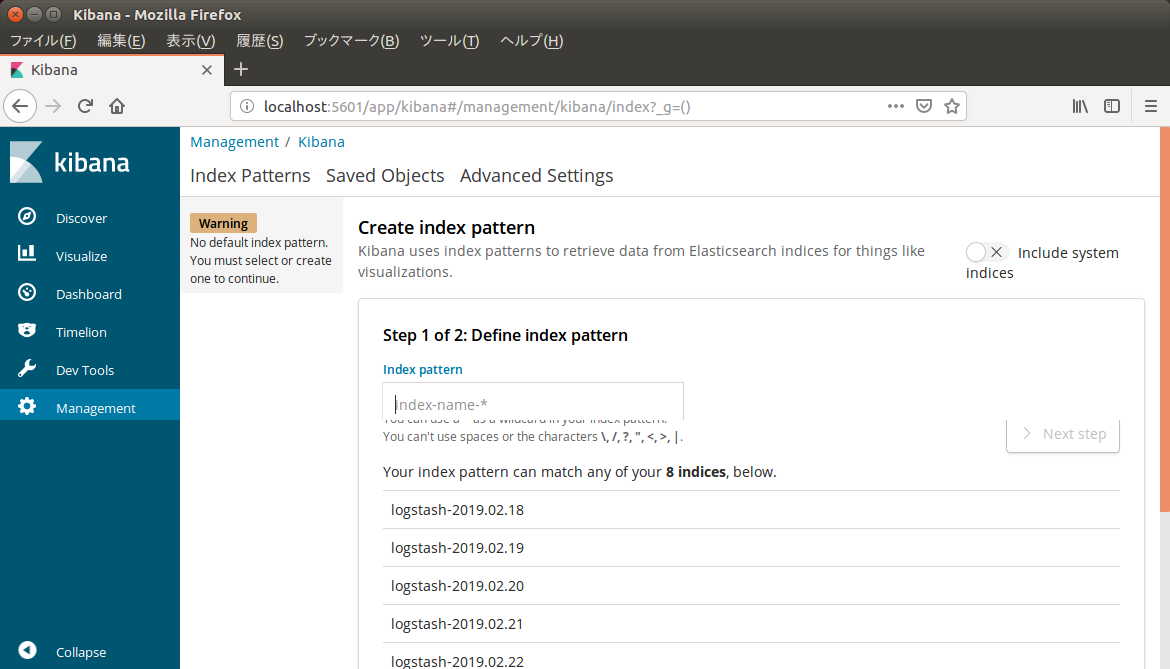 Kibana - Mozilla Firefox
ファイル(F) 編集(E) 表示(V) 履歴(S) ブックマーク(B) ツール(T) ヘルプ(H)
Kibana
localhost:5601/app/kibana#/management/kibana/index?_g=()
kibana
Discover
Visualize
Dashboard
Timelion
Dev Tools
Management
Collapse
Management / Kibana
Index Patterns Saved Objects Advanced Settings
Warning
No default index pattern.
You must select or create
one to continue.
Create index pattern
Kibana uses index patterns to retrieve data from Elasticsearch indices for things like
visualizations.
Include system
indices
Step 1 of 2: Define index pattern
Index pattern
index-name-*
You can use a * as a wildcard in your index pattern.
You can't use spaces or the characters \, /, ?, ", <, >, |.
Next step
Your index pattern can match any of your 8 indices, below.
logstash-2019.02.18
logstash-2019.02.19
logstash-2019.02.20
logstash-2019.02.21
logstash-2019.02.22